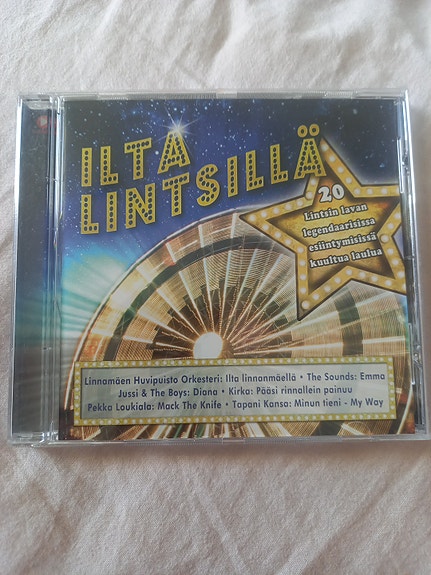 ILTA
LINTSILLÄ
20
Lintsin lavan
legendaarisissa
esiintymisissä
kuultua laulua
Linnamäen Huvipuisto Orkesteri: Ilta linnanmäellä • The Sounds: Emma
Jussi & The Boys: Diana • Kirka: Pääsi rinnallein painuu
Pekka Loukiala: Mack The Knife • Tapani Kansa: Minun tieni - My Way